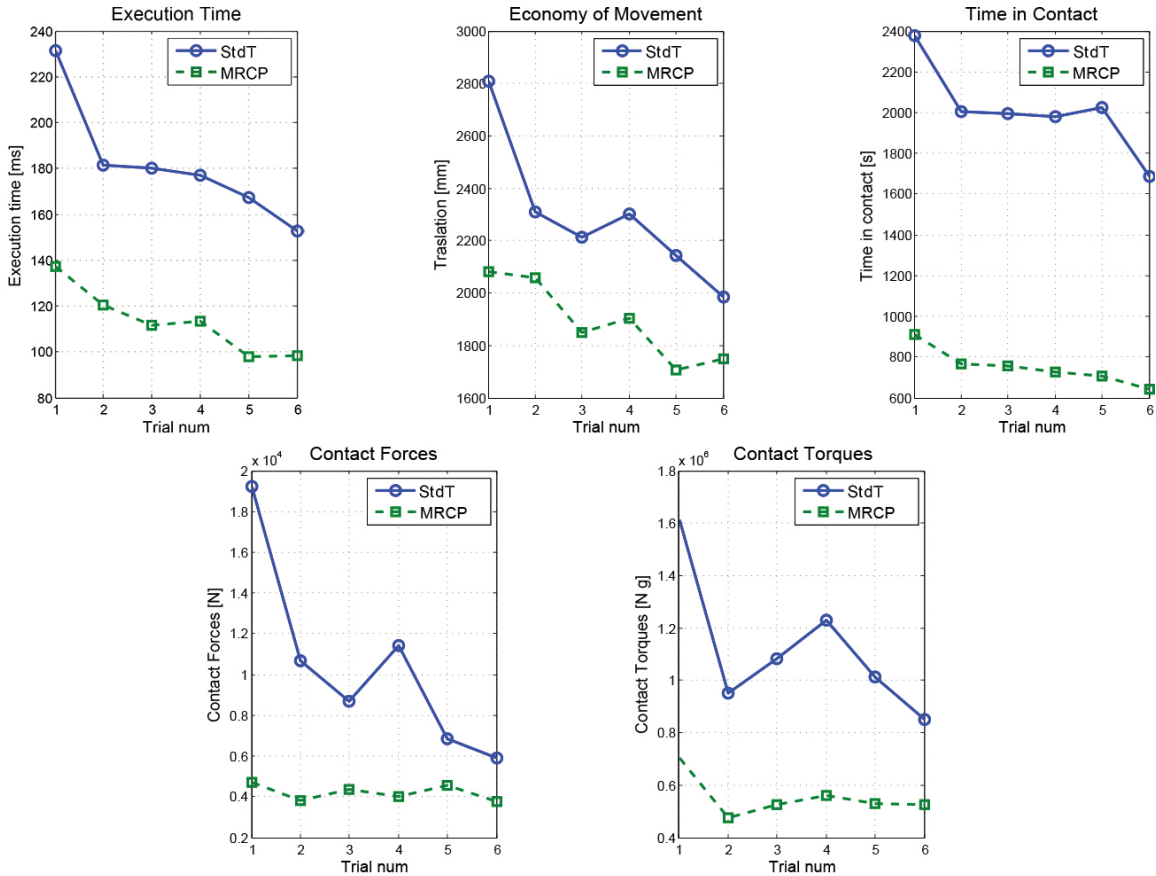 Execution Time
Execution time [ms]
240
220
200
180
160
140
120
100
80
1 2 3 4 5 6
Trial num
StdT
MRCP
Economy of Movement
Traslation [mm]
3000
2800
2600
2400
2200
2000
1800
1600
1 2 3 4 5 6
Trial num
StdT
MRCP
Time in Contact
Time in contact [s]
2400
2200
2000
1800
1600
1400
1200
1000
800
600
1 2 3 4 5 6
Trial num
StdT
MRCP
Contact Forces
x 10⁴
Contact Forces [N]
2
1.8
1.6
1.4
1.2
1
0.8
0.6
0.4
0.2
1 2 3 4 5 6
Trial num
StdT
MRCP
Contact Torques
x 10⁶
Contact Torques [N g]
1.8
1.6
1.4
1.2
1
0.8
0.6
0.4
1 2 3 4 5 6
Trial num
StdT
MRCP